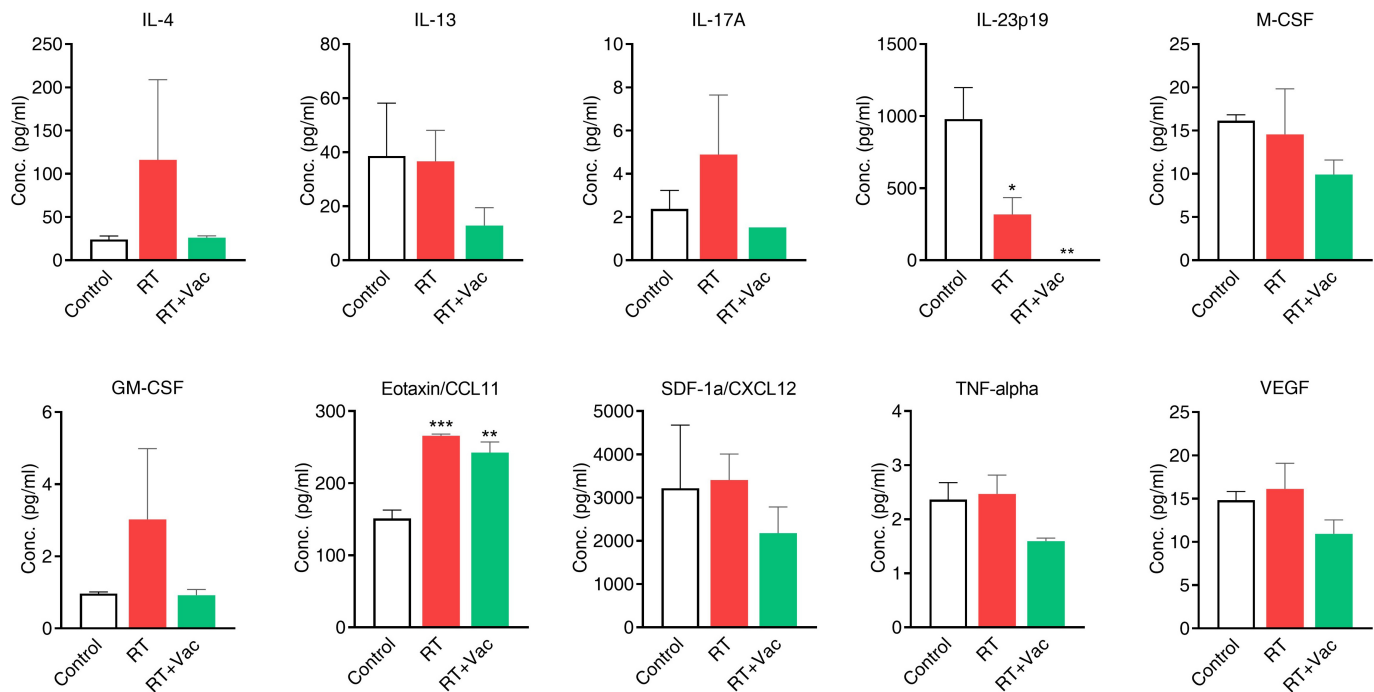 IL-4
Conc. (pg/ml)
250
200
150
100
50
0
Control
RT
RT+Vac
IL-13
Conc. (pg/ml)
80
60
40
20
0
Control
RT
RT+Vac
IL-17A
Conc. (pg/ml)
10
8
6
4
2
0
Control
RT
RT+Vac
IL-23p19
Conc. (pg/ml)
1500
1000
500
0
*
**
Control
RT
RT+Vac
M-CSF
Conc. (pg/ml)
25
20
15
10
5
0
Control
RT
RT+Vac
GM-CSF
Conc. (pg/ml)
6
4
2
0
Control
RT
RT+Vac
Eotaxin/CCL11
Conc. (pg/ml)
300
200
100
0
***
**
Control
RT
RT+Vac
SDF-1a/CXCL12
Conc. (pg/ml)
5000
4000
3000
2000
1000
0
Control
RT
RT+Vac
TNF-alpha
Conc. (pg/ml)
4
3
2
1
0
Control
RT
RT+Vac
VEGF
Conc. (pg/ml)
25
20
15
10
5
0
Control
RT
RT+Vac